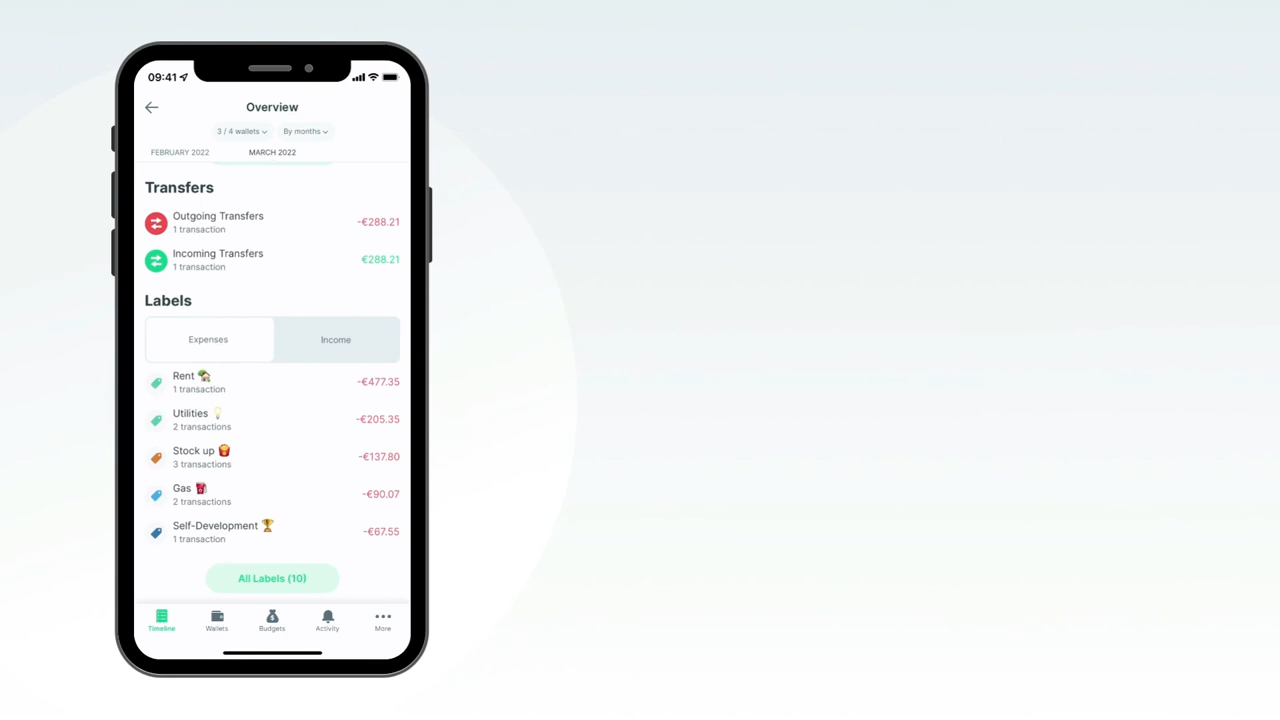 09:41
Overview
3 / 4 wallets By months
FEBRUARY 2022 MARCH 2022
Transfers
Outgoing Transfers -€288.21
1 transaction
Incoming Transfers €288.21
1 transaction
Labels
Expenses Income
Rent -€477.35
1 transaction
Utilities -€205.35
2 transactions
Stock up -€137.80
3 transactions
Gas -€90.07
2 transactions
Self-Development -€67.55
1 transaction
All Labels (10)
Timeline Wallets Budgets Activity More